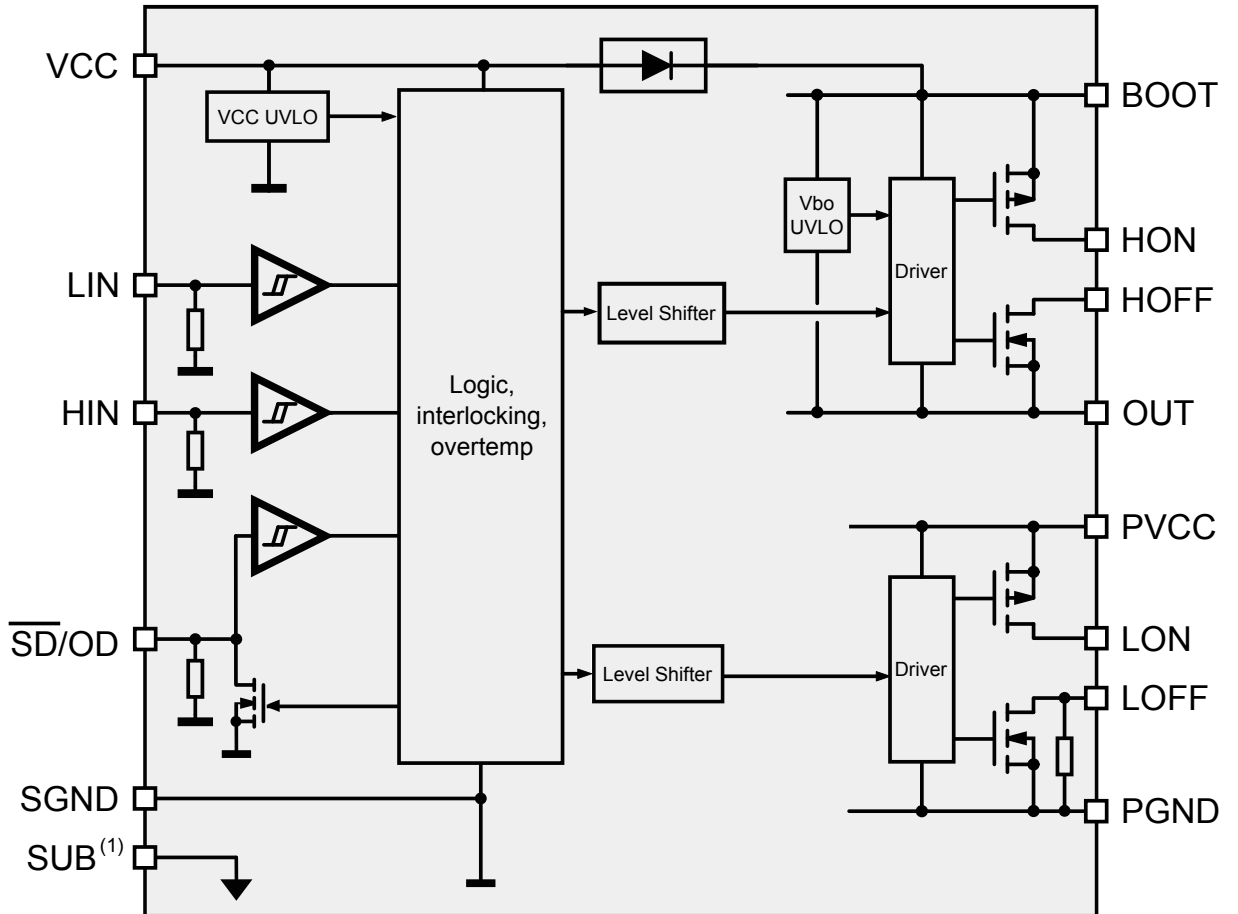 VCC
BOOT
VCC UVLO
Vbo
UVLO
HON
LIN
Driver
HOFF
Level Shifter
Logic,
interlocking,
overtemp
HIN
OUT
PVCC
SD/OD
LON
Level Shifter
Driver
LOFF
SGND
PGND
SUB(1)